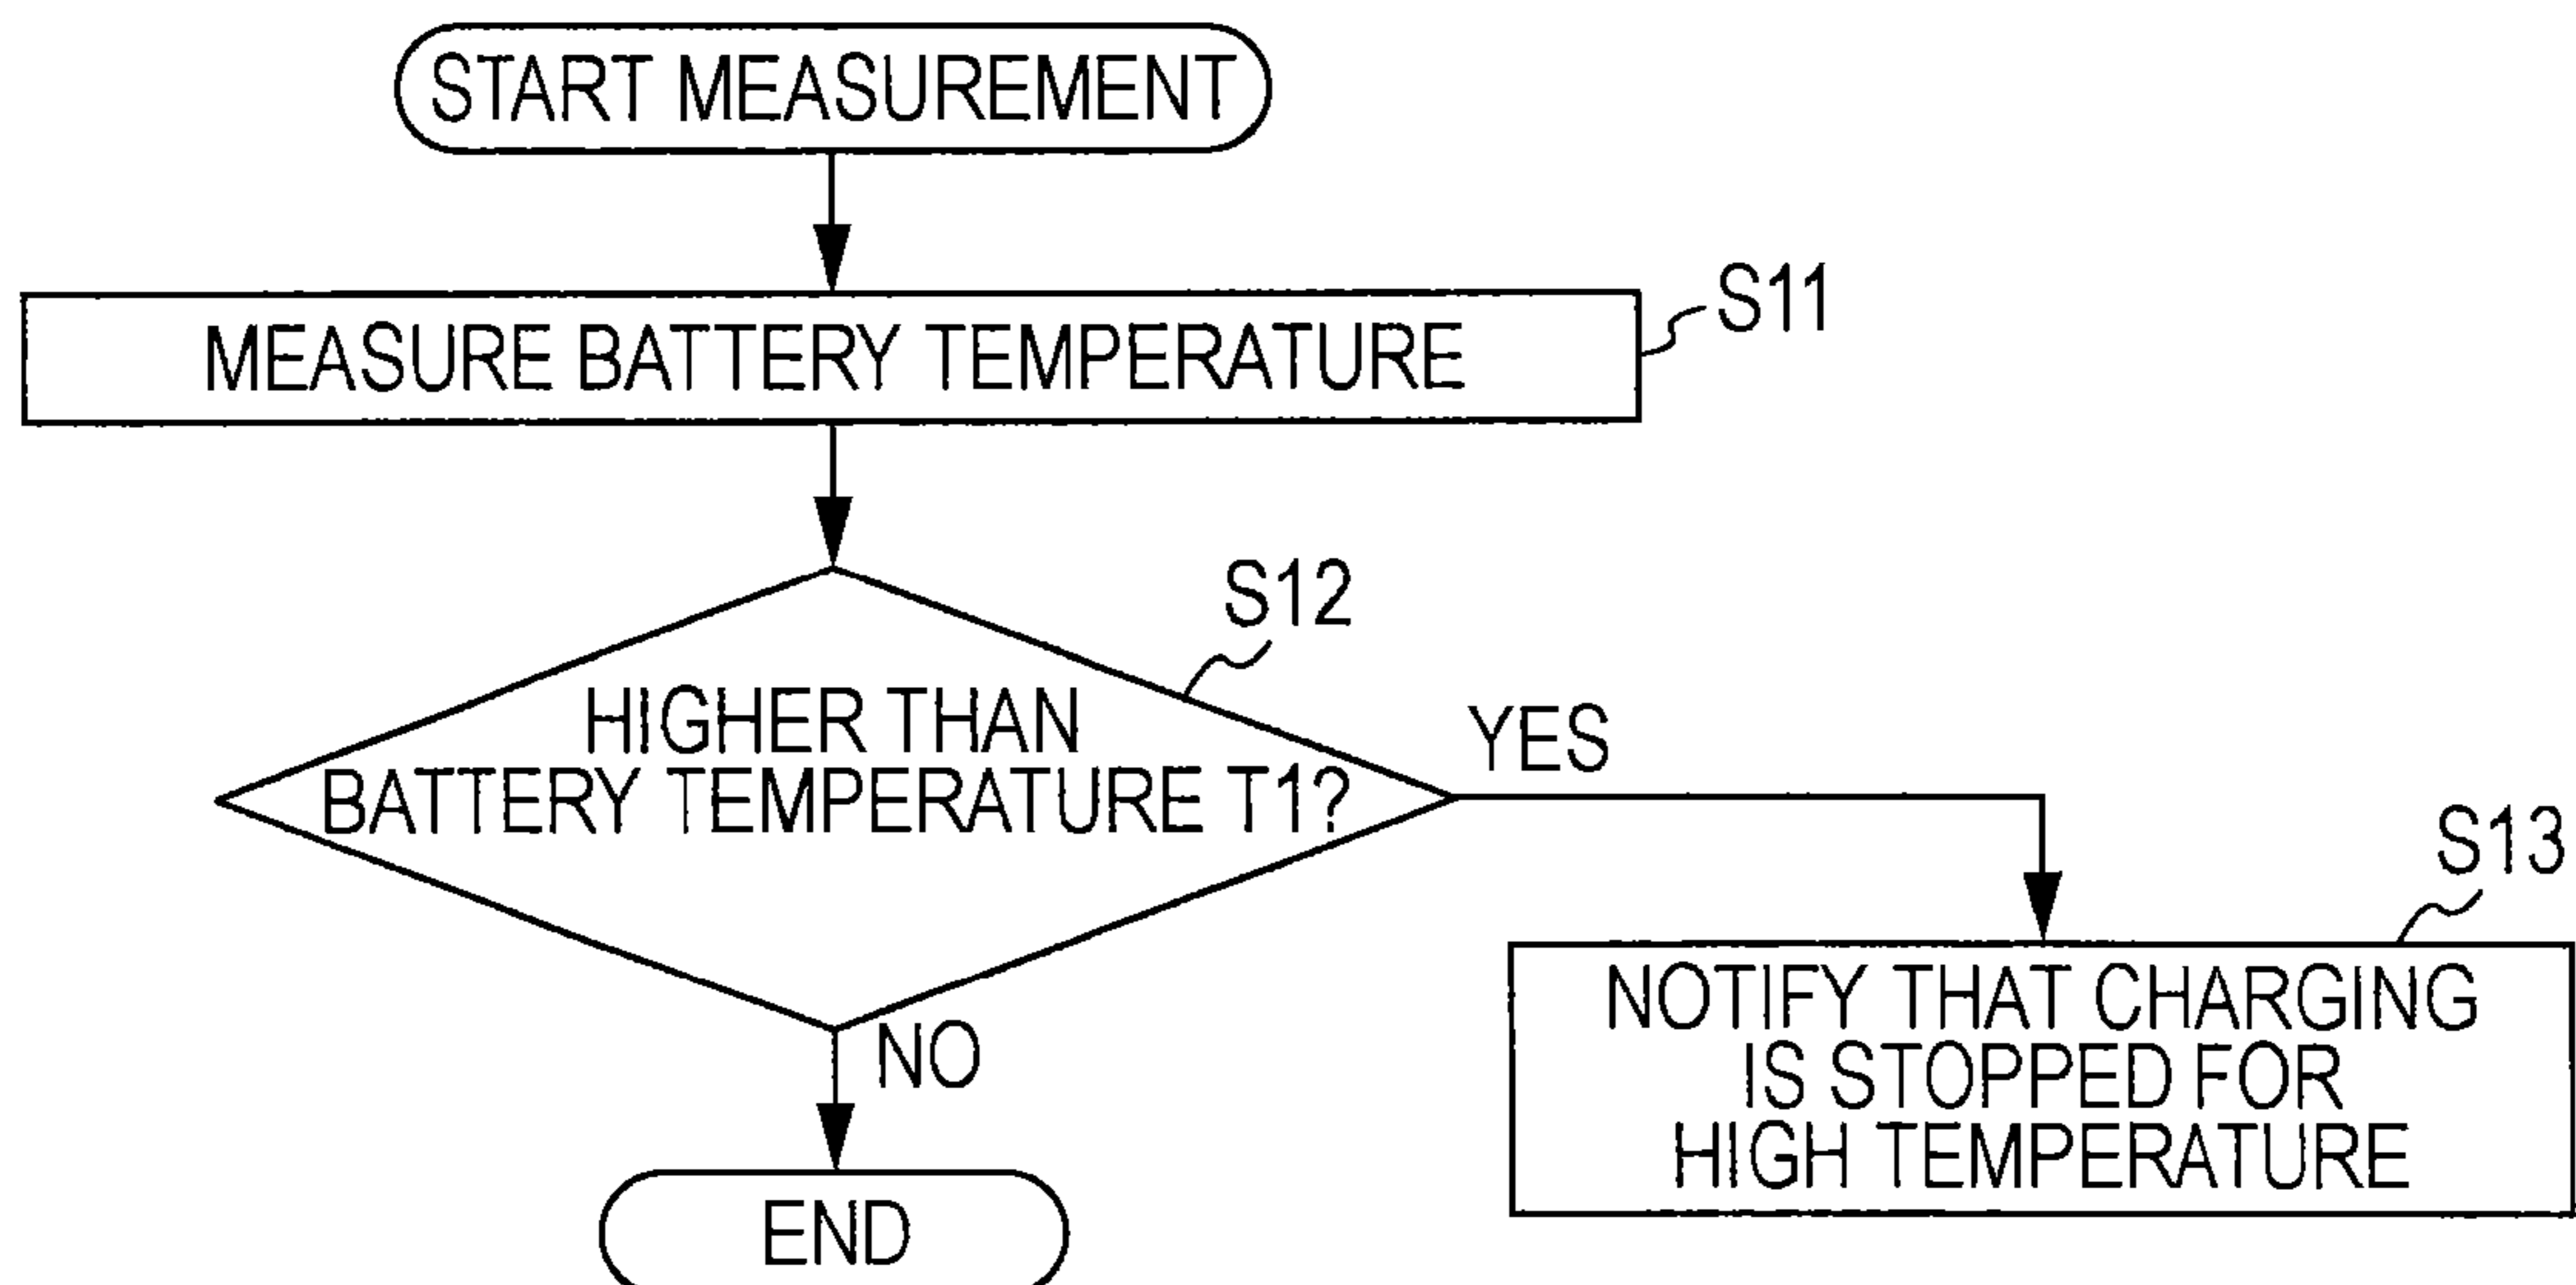 START MEASUREMENT
MEASURE BATTERY TEMPERATURE
S11
S12
HIGHER THAN
BATTERY TEMPERATURE T1?
YES
NO
END
S13
NOTIFY THAT CHARGING
IS STOPPED FOR
HIGH TEMPERATURE